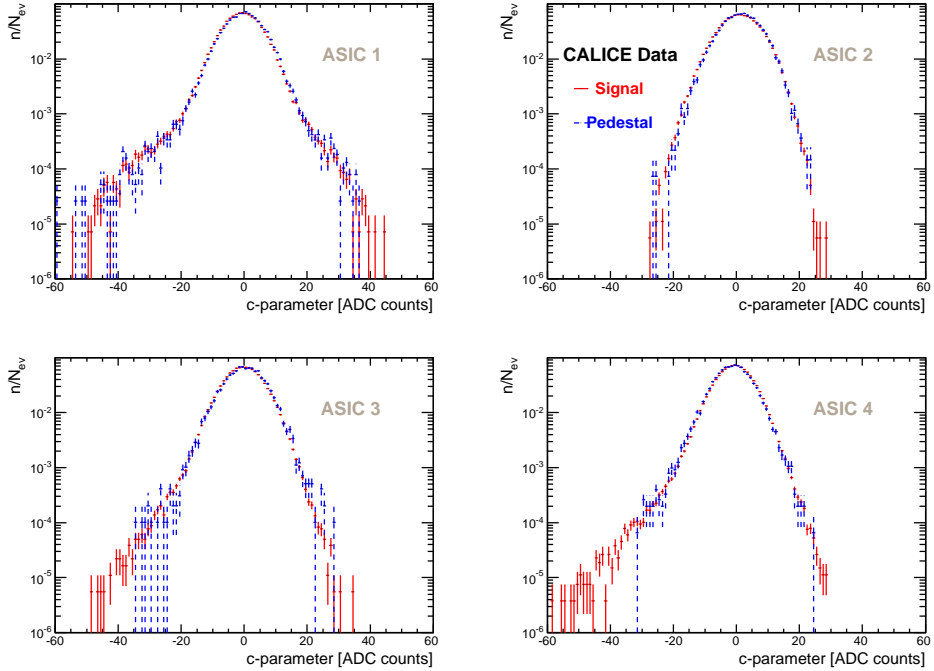 n/N_ev
10^-2
10^-3
10^-4
10^-5
10^-6
-60 -40 -20 0 20 40 60
c-parameter [ADC counts]
ASIC 1
n/N_ev
10^-2
10^-3
10^-4
10^-5
10^-6
-60 -40 -20 0 20 40 60
c-parameter [ADC counts]
CALICE Data
Signal
Pedestal
ASIC 2
n/N_ev
10^-2
10^-3
10^-4
10^-5
10^-6
-60 -40 -20 0 20 40 60
c-parameter [ADC counts]
ASIC 3
n/N_ev
10^-2
10^-3
10^-4
10^-5
10^-6
-60 -40 -20 0 20 40 60
c-parameter [ADC counts]
ASIC 4